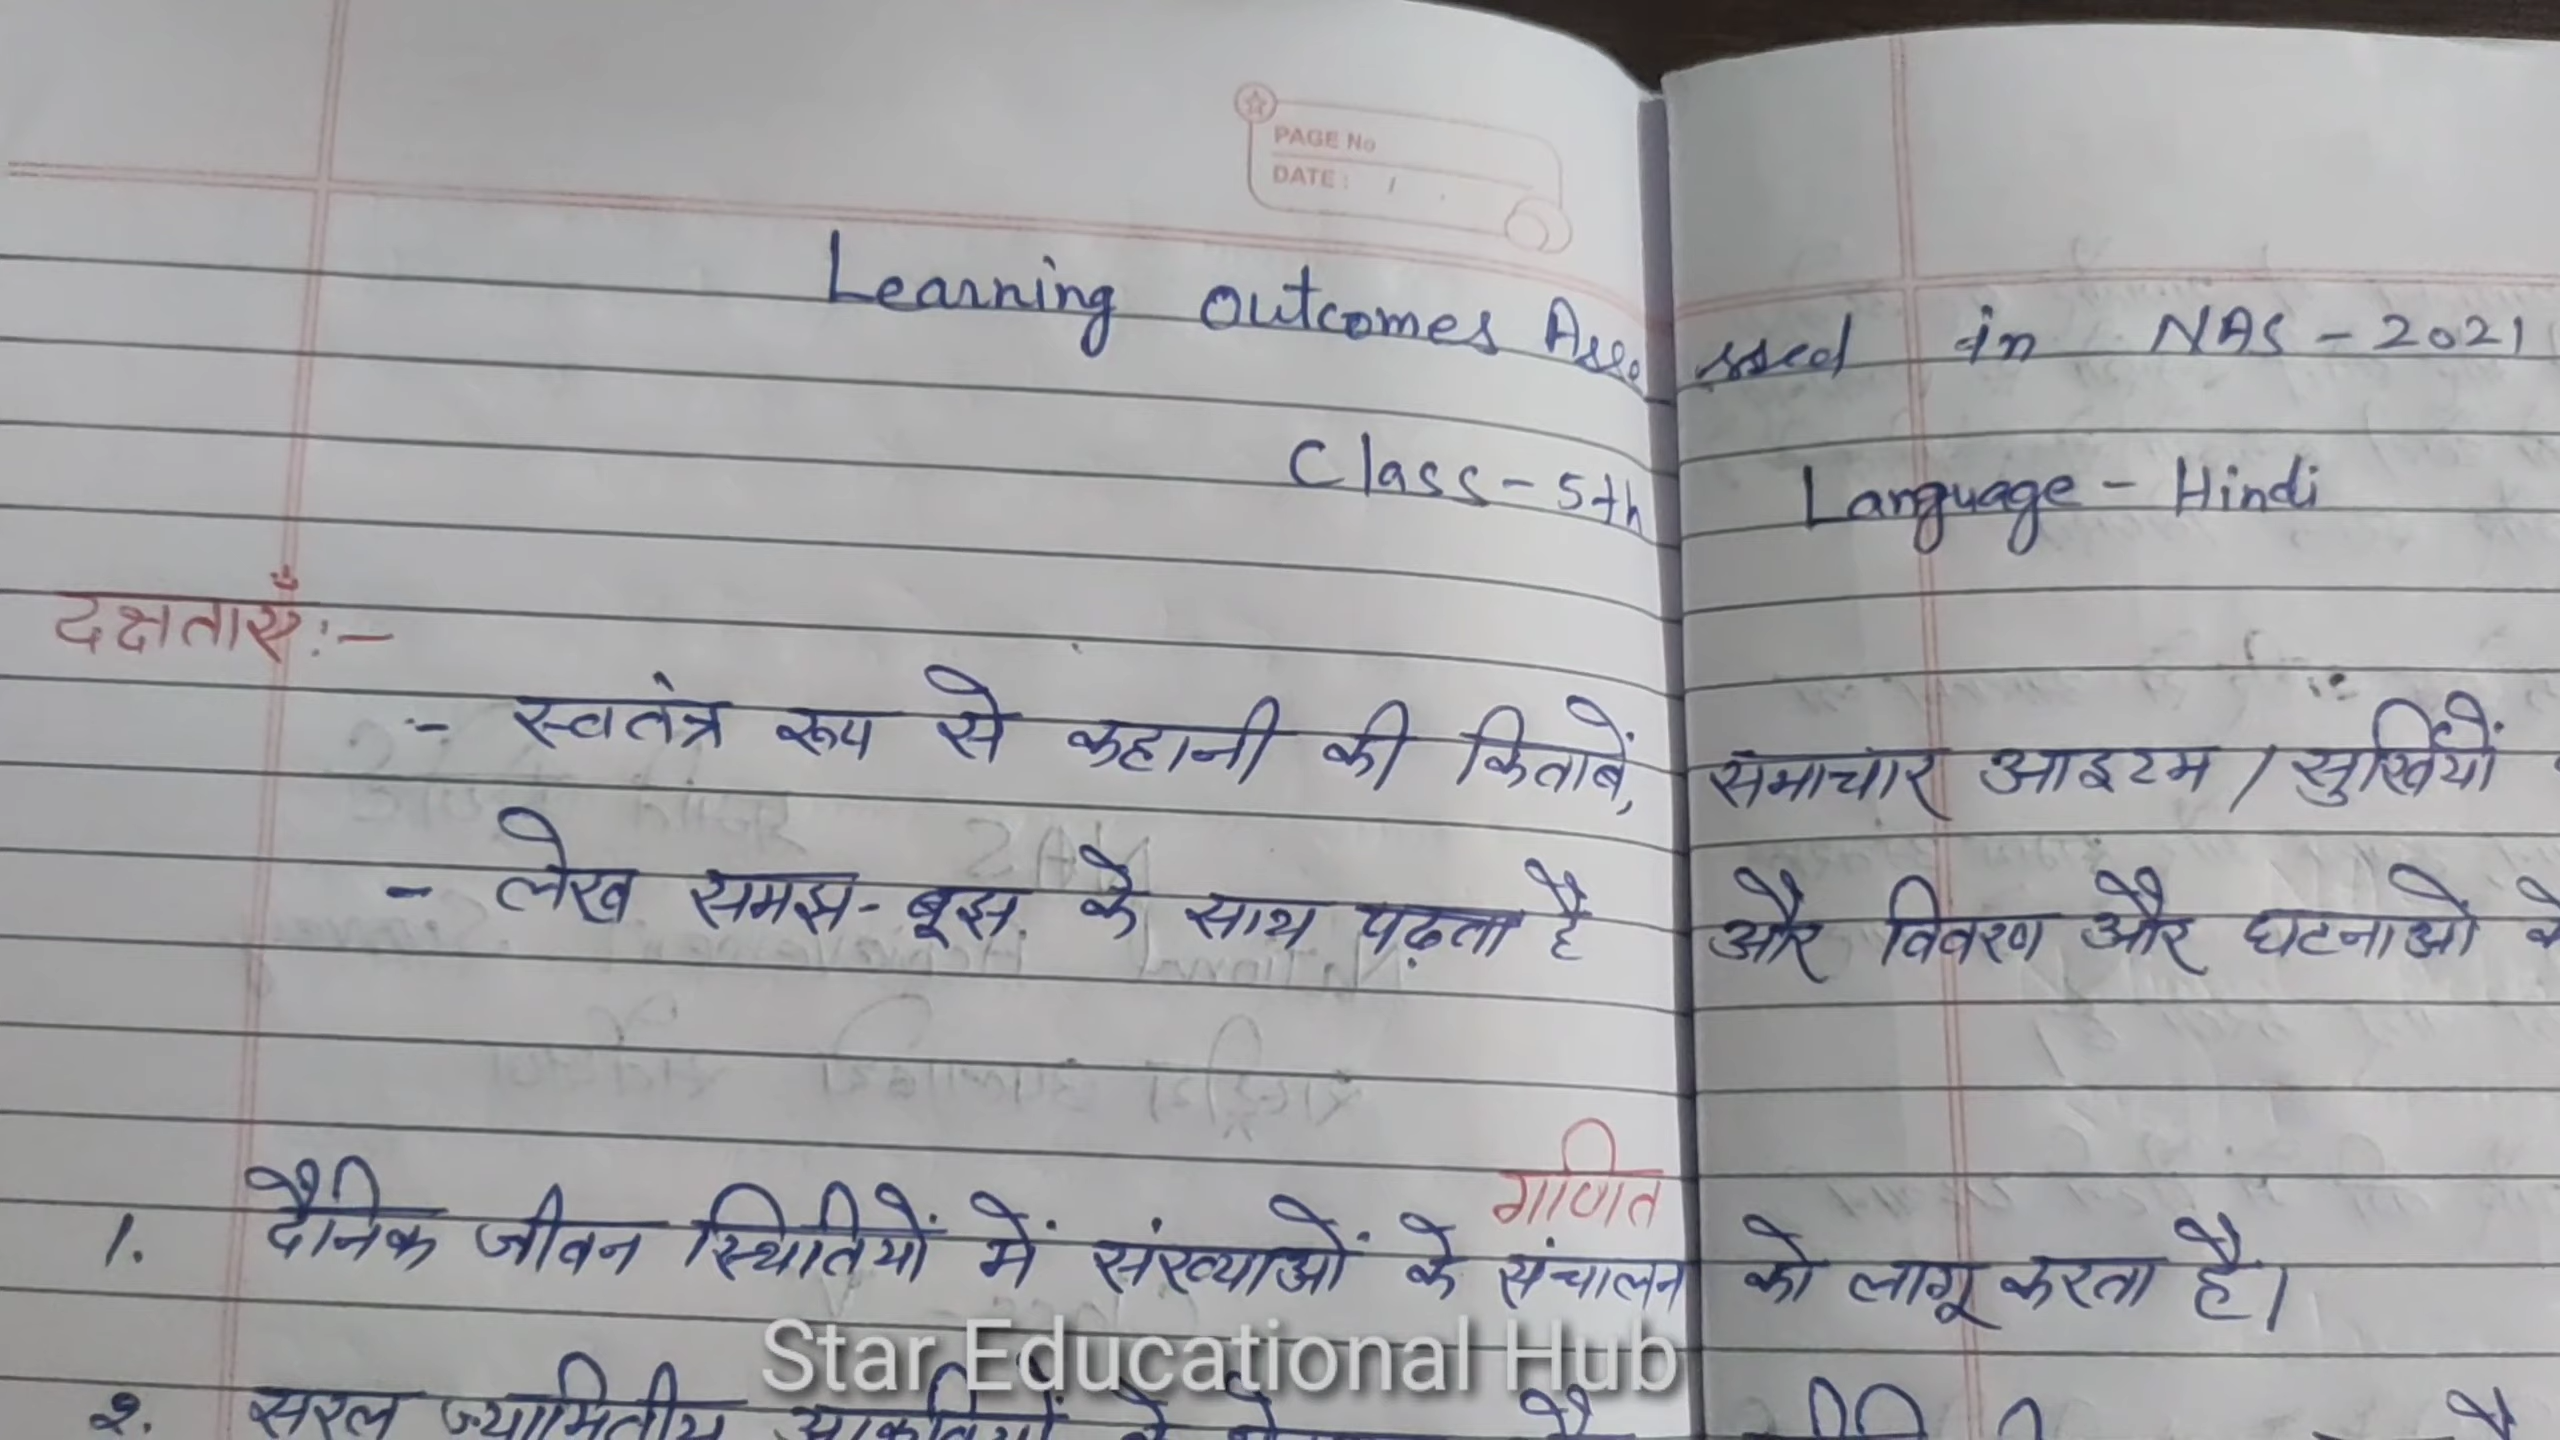 PAGE No
DATE : /
Learning outcomes Assessed in NAS - 2021
Class - 5th Language - Hindi
दक्षताएँ:-
- स्वतंत्र रूप से कहानी की किताबें, समाचार आइटम / सुर्खियों
- लेख समझ-बूझ के साथ पढ़ता है और विवरण और घटनाओं के
गणित
1. दैनिक जीवन स्थितियों में संख्याओं के संचालन को लागू करता है।
Star Educational Hub
2. सरल ज्यामितीय